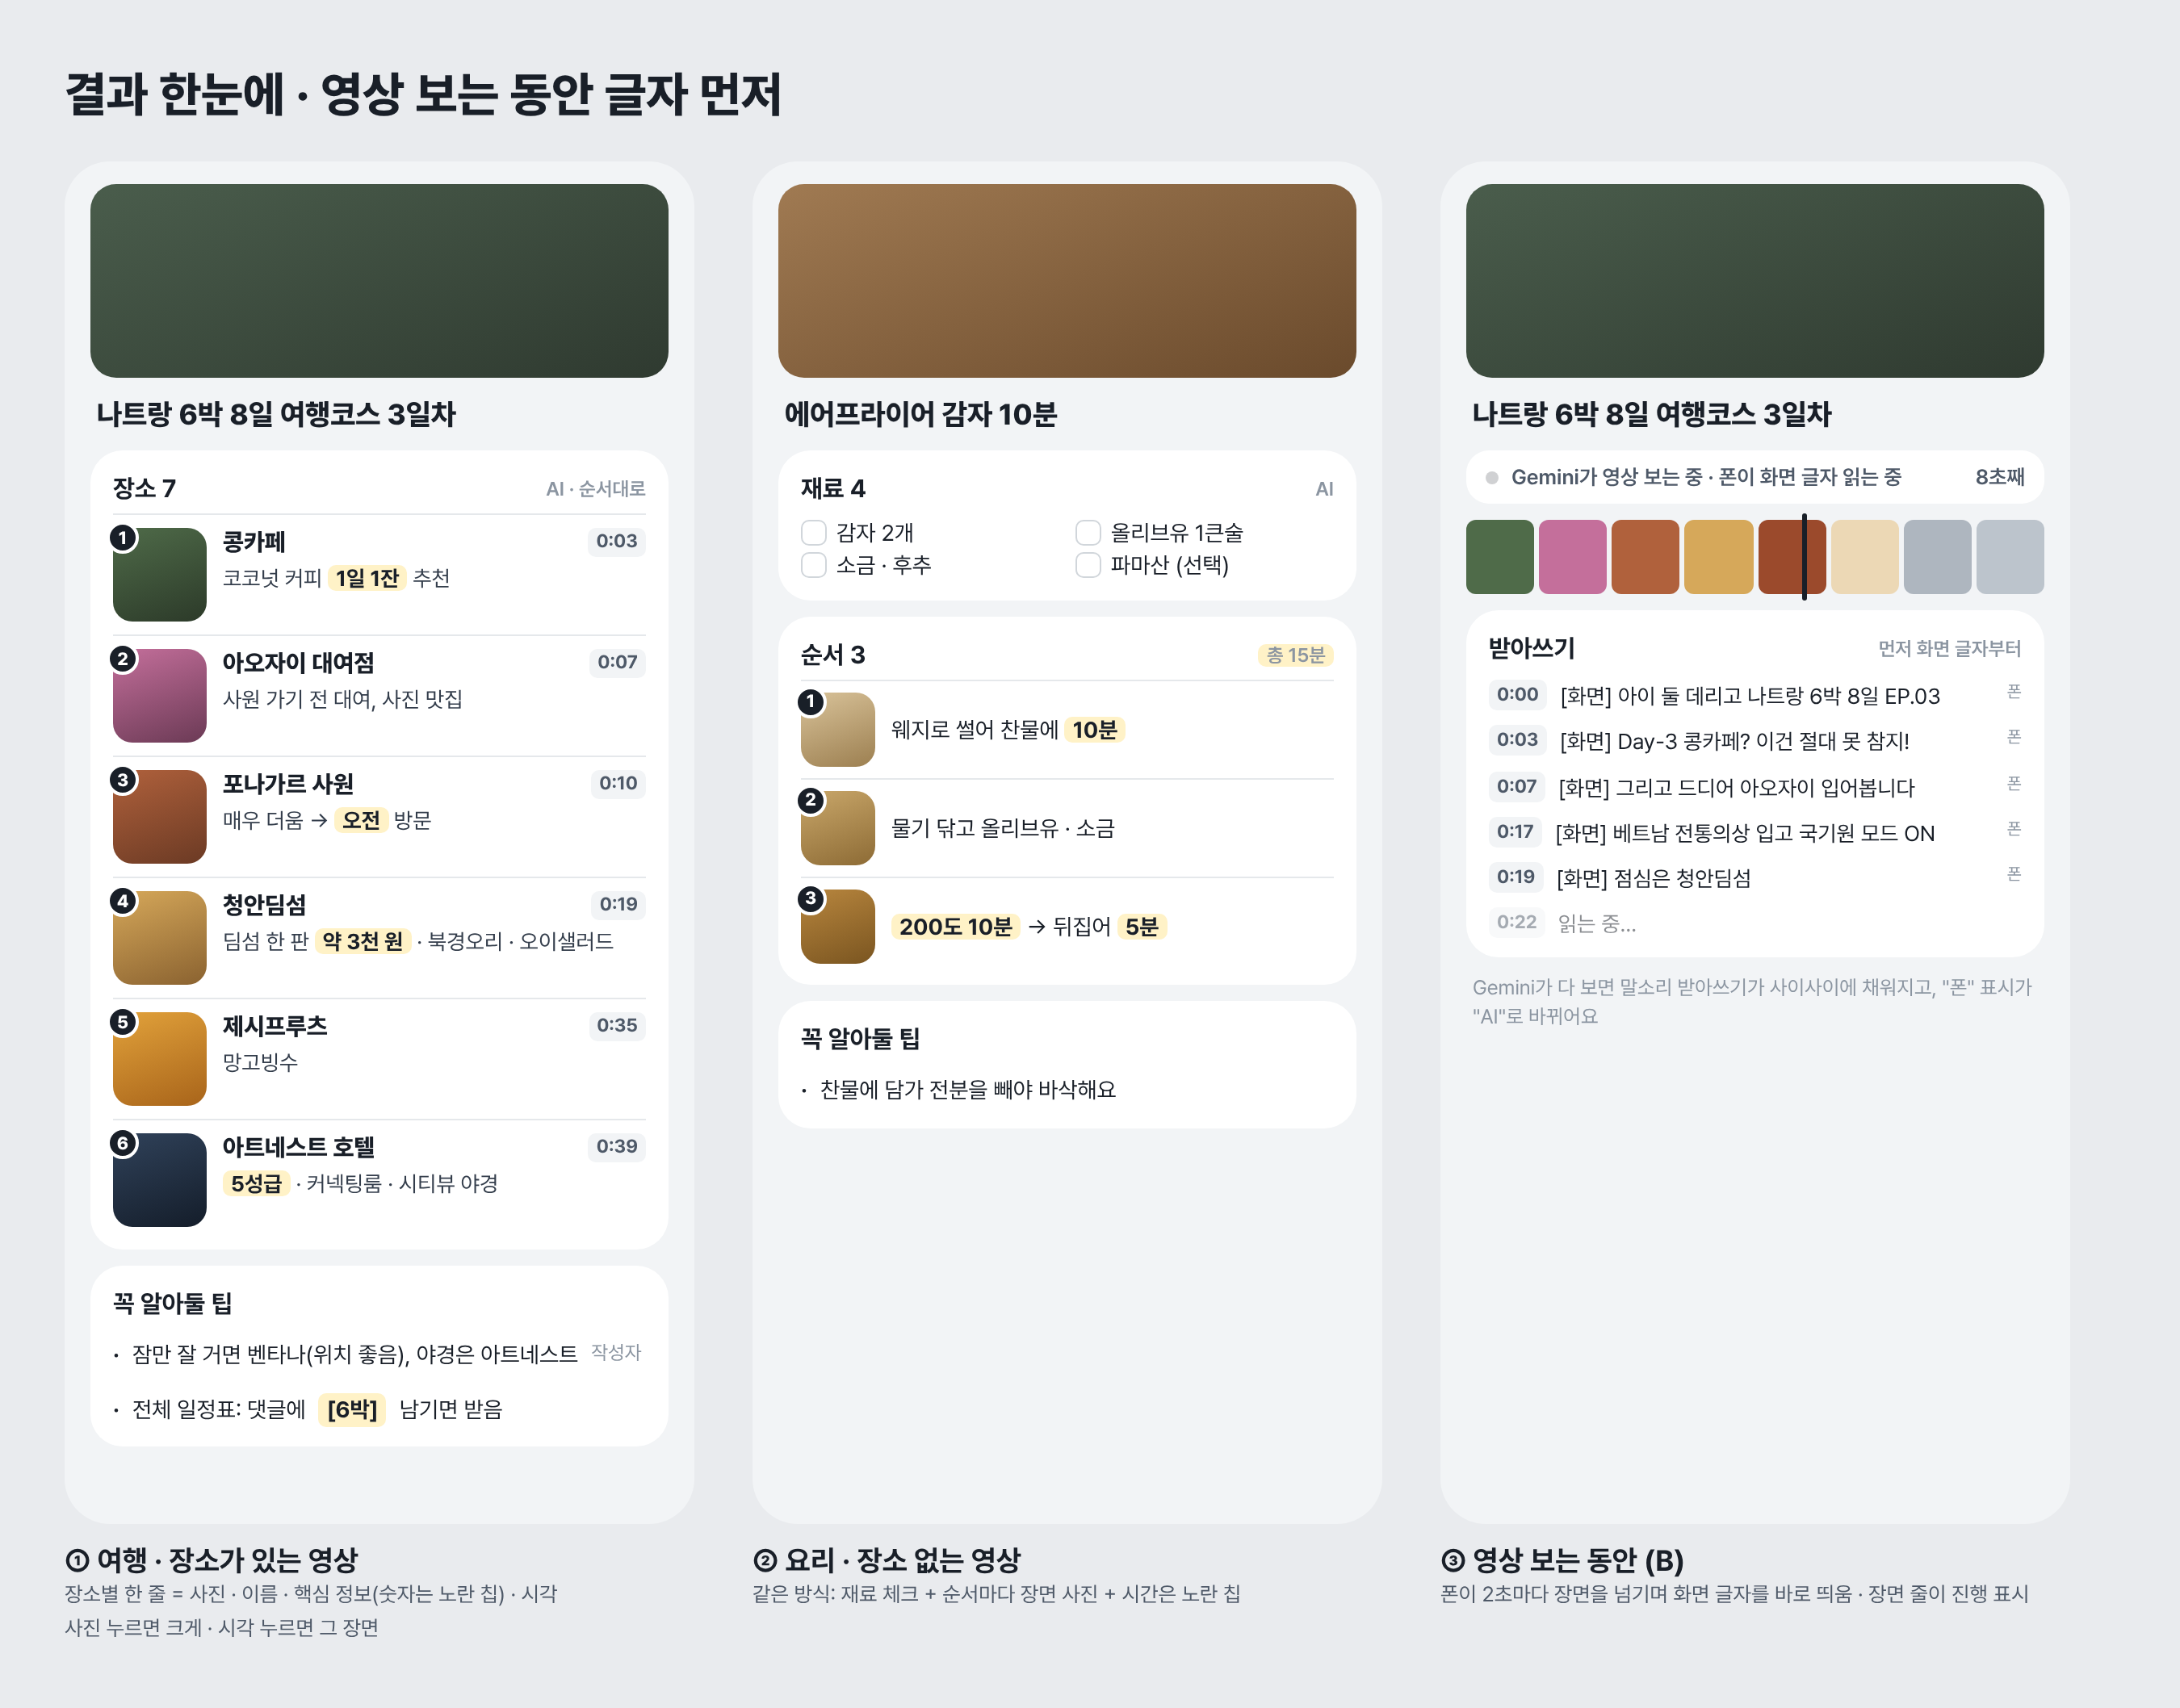 결과 한눈에 · 영상 보는 동안 글자 먼저
나트랑 6박 8일 여행코스 3일차
장소 7 AI · 순서대로
1 콩카페 0:03
코코넛 커피 1일 1잔 추천
2 아오자이 대여점 0:07
사원 가기 전 대여, 사진 맛집
3 포나가르 사원 0:10
매우 더움 → 오전 방문
4 청안딤섬 0:19
딤섬 한 판 약 3천 원 · 북경오리 · 오이샐러드
5 제시프루츠 0:35
망고빙수
6 아트네스트 호텔 0:39
5성급 · 커넥팅룸 · 시티뷰 야경
꼭 알아둘 팁
· 잠만 잘 거면 벤타나(위치 좋음), 야경은 아트네스트 작성자
· 전체 일정표: 댓글에 [6박] 남기면 받음
① 여행 · 장소가 있는 영상
장소별 한 줄 = 사진 · 이름 · 핵심 정보(숫자는 노란 칩) · 시각
사진 누르면 크게 · 시각 누르면 그 장면
에어프라이어 감자 10분
재료 4 AI
감자 2개 올리브유 1큰술
소금 · 후추 파마산 (선택)
순서 3 총 15분
1 웨지로 썰어 찬물에 10분
2 물기 닦고 올리브유 · 소금
3 200도 10분 → 뒤집어 5분
꼭 알아둘 팁
· 찬물에 담가 전분을 빼야 바삭해요
② 요리 · 장소 없는 영상
같은 방식: 재료 체크 + 순서마다 장면 사진 + 시간은 노란 칩
나트랑 6박 8일 여행코스 3일차
Gemini가 영상 보는 중 · 폰이 화면 글자 읽는 중 8초째
받아쓰기 먼저 화면 글자부터
0:00 [화면] 아이 둘 데리고 나트랑 6박 8일 EP.03 폰
0:03 [화면] Day-3 콩카페? 이건 절대 못 참지! 폰
0:07 [화면] 그리고 드디어 아오자이 입어봅니다 폰
0:17 [화면] 베트남 전통의상 입고 국기원 모드 ON 폰
0:19 [화면] 점심은 청안딤섬 폰
0:22 읽는 중...
Gemini가 다 보면 말소리 받아쓰기가 사이사이에 채워지고, "폰" 표시가
"AI"로 바뀌어요
③ 영상 보는 동안 (B)
폰이 2초마다 장면을 넘기며 화면 글자를 바로 띄움 · 장면 줄이 진행 표시